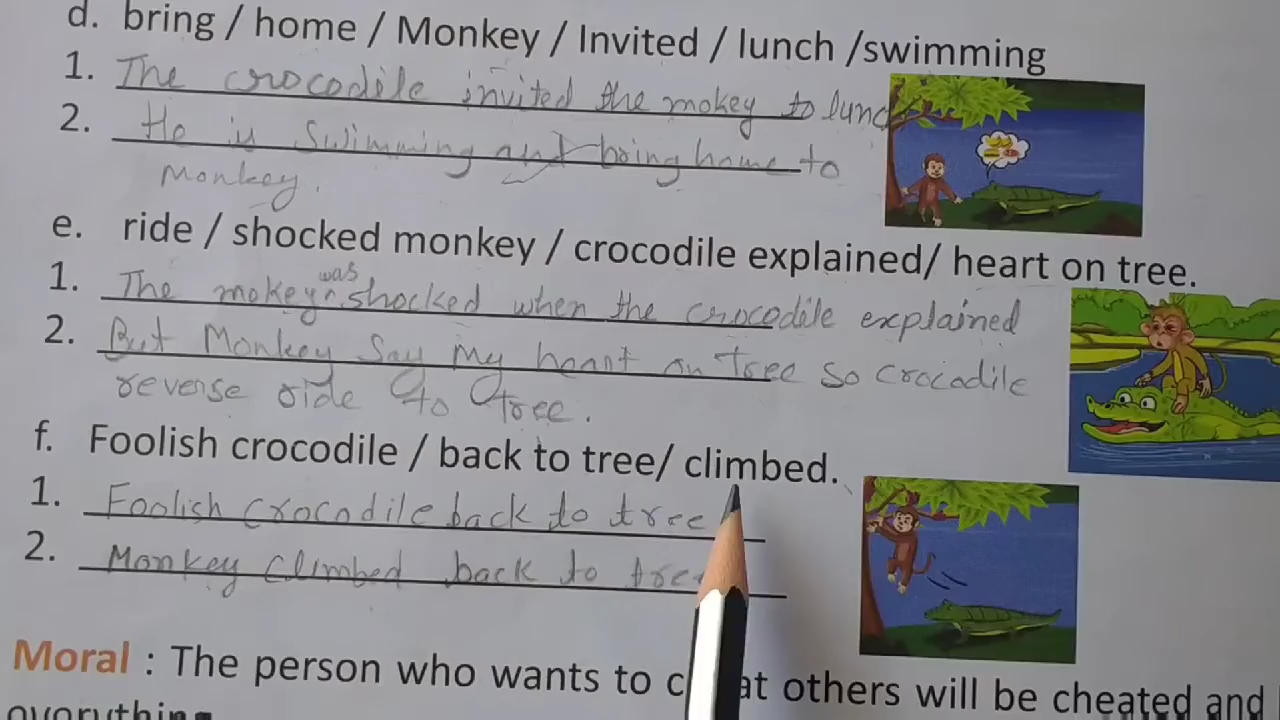 d. bring / home / Monkey / Invited / lunch /swimming
1. The crocodile invited the mokey to lunch
2. He is swimming and bring home to
monkey.
e. ride / shocked monkey / crocodile explained/ heart on tree.
was
1. The mokey shocked when the crocodile explained
2. But Monkey say my heart on tree so crocodile
reverse ride to tree.
f. Foolish crocodile / back to tree/ climbed.
1. Foolish crocodile back to tree
2. Monkey climbed back to tree
Moral : The person who wants to c at others will be cheated and
everything.